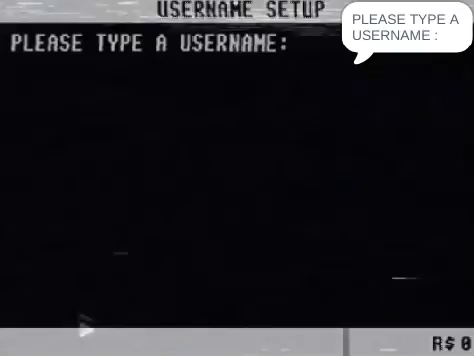 USERNAME SETUP
PLEASE TYPE A
USERNAME :
PLEASE TYPE A USERNAME:
R$ 0